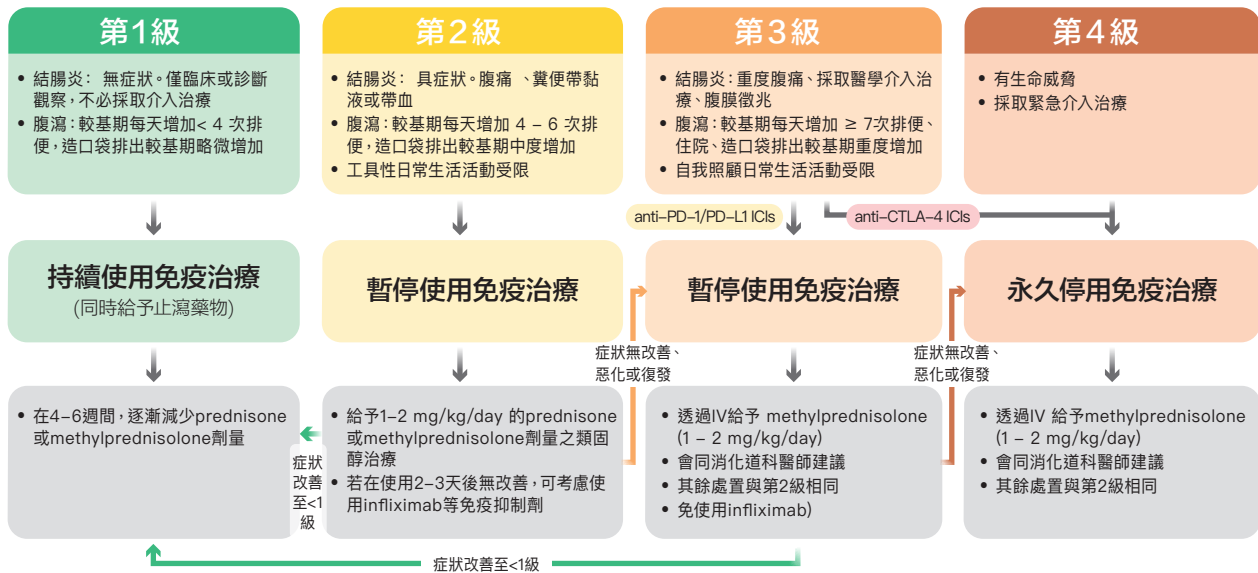 第1級
• 結腸炎： 無症狀。僅臨床或診斷
觀察，不必採取介入治療
• 腹瀉：較基期每天增加< 4 次排
便，造口袋排出較基期略微增加
第2級
• 結腸炎： 具症狀。腹痛 、糞便帶黏
液或帶血
• 腹瀉：較基期每天增加 4 – 6 次排
便，造口袋排出較基期中度增加
• 工具性日常生活活動受限
第3級
• 結腸炎：重度腹痛、採取醫學介入治
療、腹膜徵兆
• 腹瀉：較基期每天增加 ≥ 7次排便、
住院、造口袋排出較基期重度增加
• 自我照顧日常生活活動受限
第4級
• 有生命威脅
• 採取緊急介入治療
anti–PD–1/PD–L1 ICIs
anti–CTLA–4 ICIs
持續使用免疫治療
(同時給予止瀉藥物)
暫停使用免疫治療
暫停使用免疫治療
永久停用免疫治療
症狀無改善、
惡化或復發
症狀無改善、
惡化或復發
• 在4–6週間，逐漸減少prednisone
或methylprednisolone劑量
症狀
改善
至<1
級
• 給予1–2 mg/kg/day 的prednisone
或methylprednisolone劑量之類固
醇治療
• 若在使用2–3天後無改善，可考慮使
用infliximab等免疫抑制劑
• 透過IV給予 methylprednisolone
(1 – 2 mg/kg/day)
• 會同消化道科醫師建議
• 其餘處置與第2級相同
• 免使用infliximab)
• 透過IV 給予methylprednisolone
(1 – 2 mg/kg/day)
• 會同消化道科醫師建議
• 其餘處置與第2級相同
症狀改善至<1級